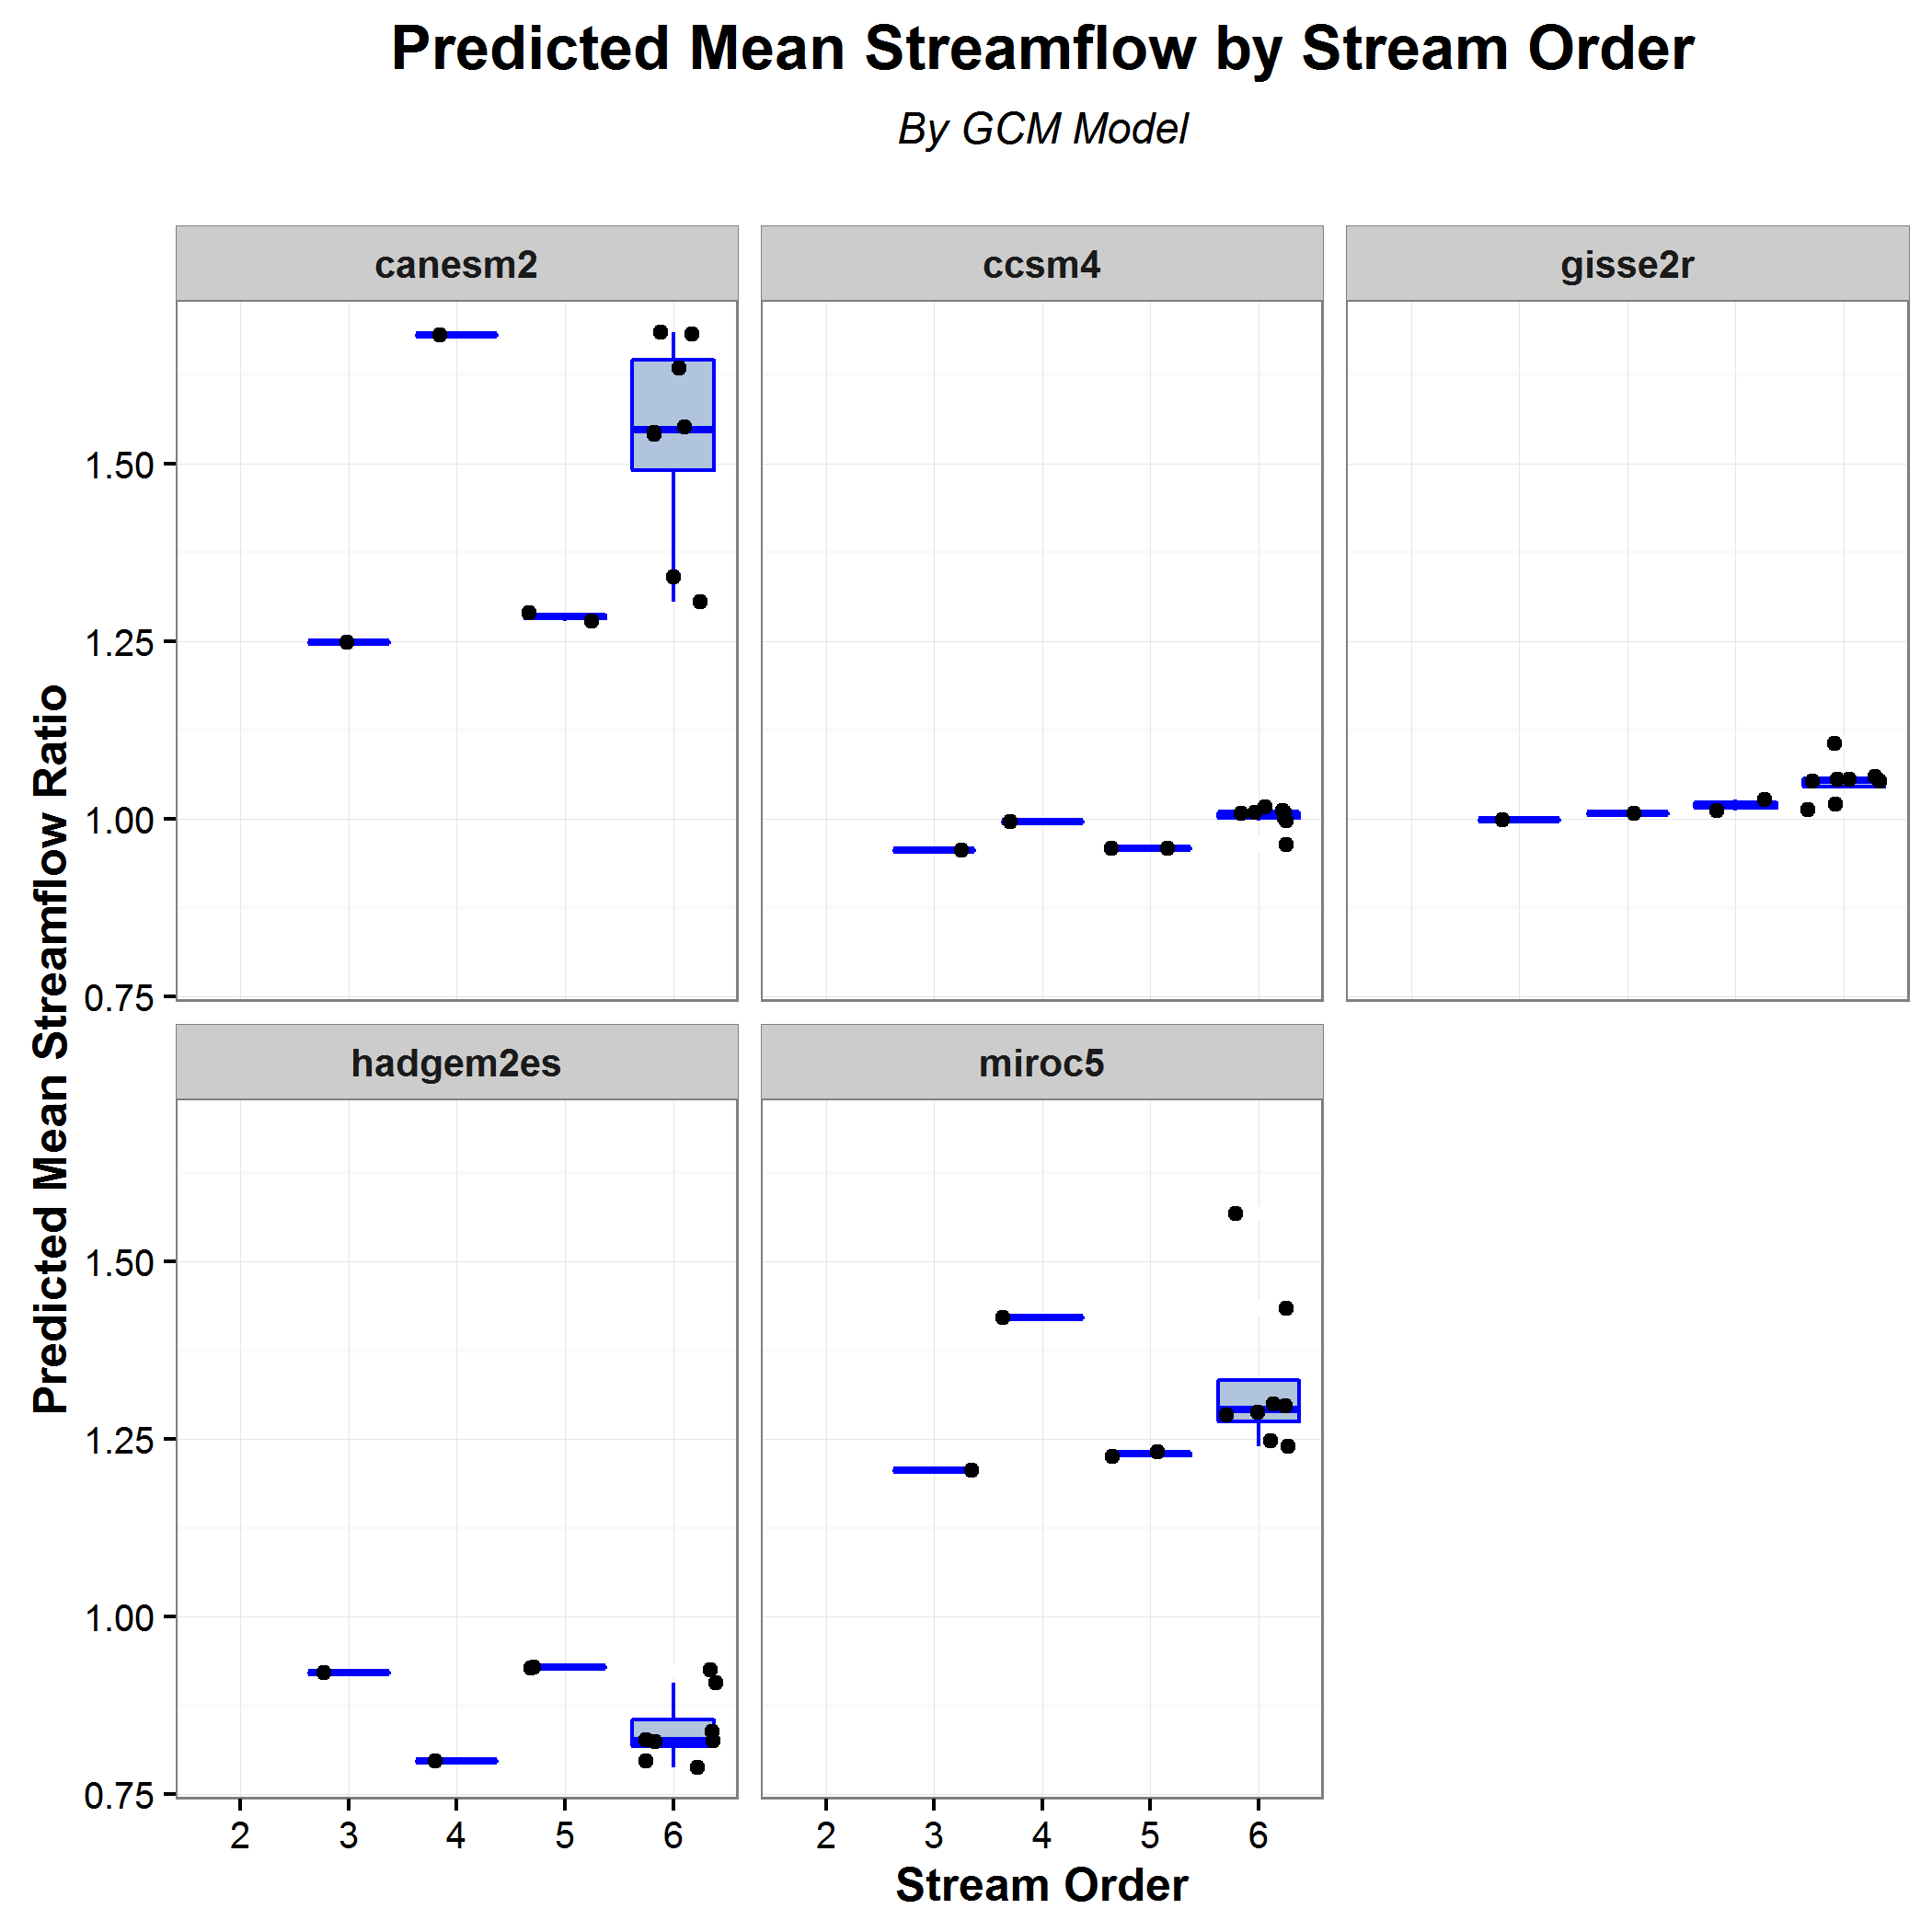 Predicted Mean Streamflow by Stream Order
By GCM Model
canesm2
ccsm4
gisse2r
1.50
1.25
1.00
0.75
Predicted Mean Streamflow Ratio
hadgem2es
miroc5
1.50
1.25
1.00
0.75
2 3 4 5 6
2 3 4 5 6
Stream Order